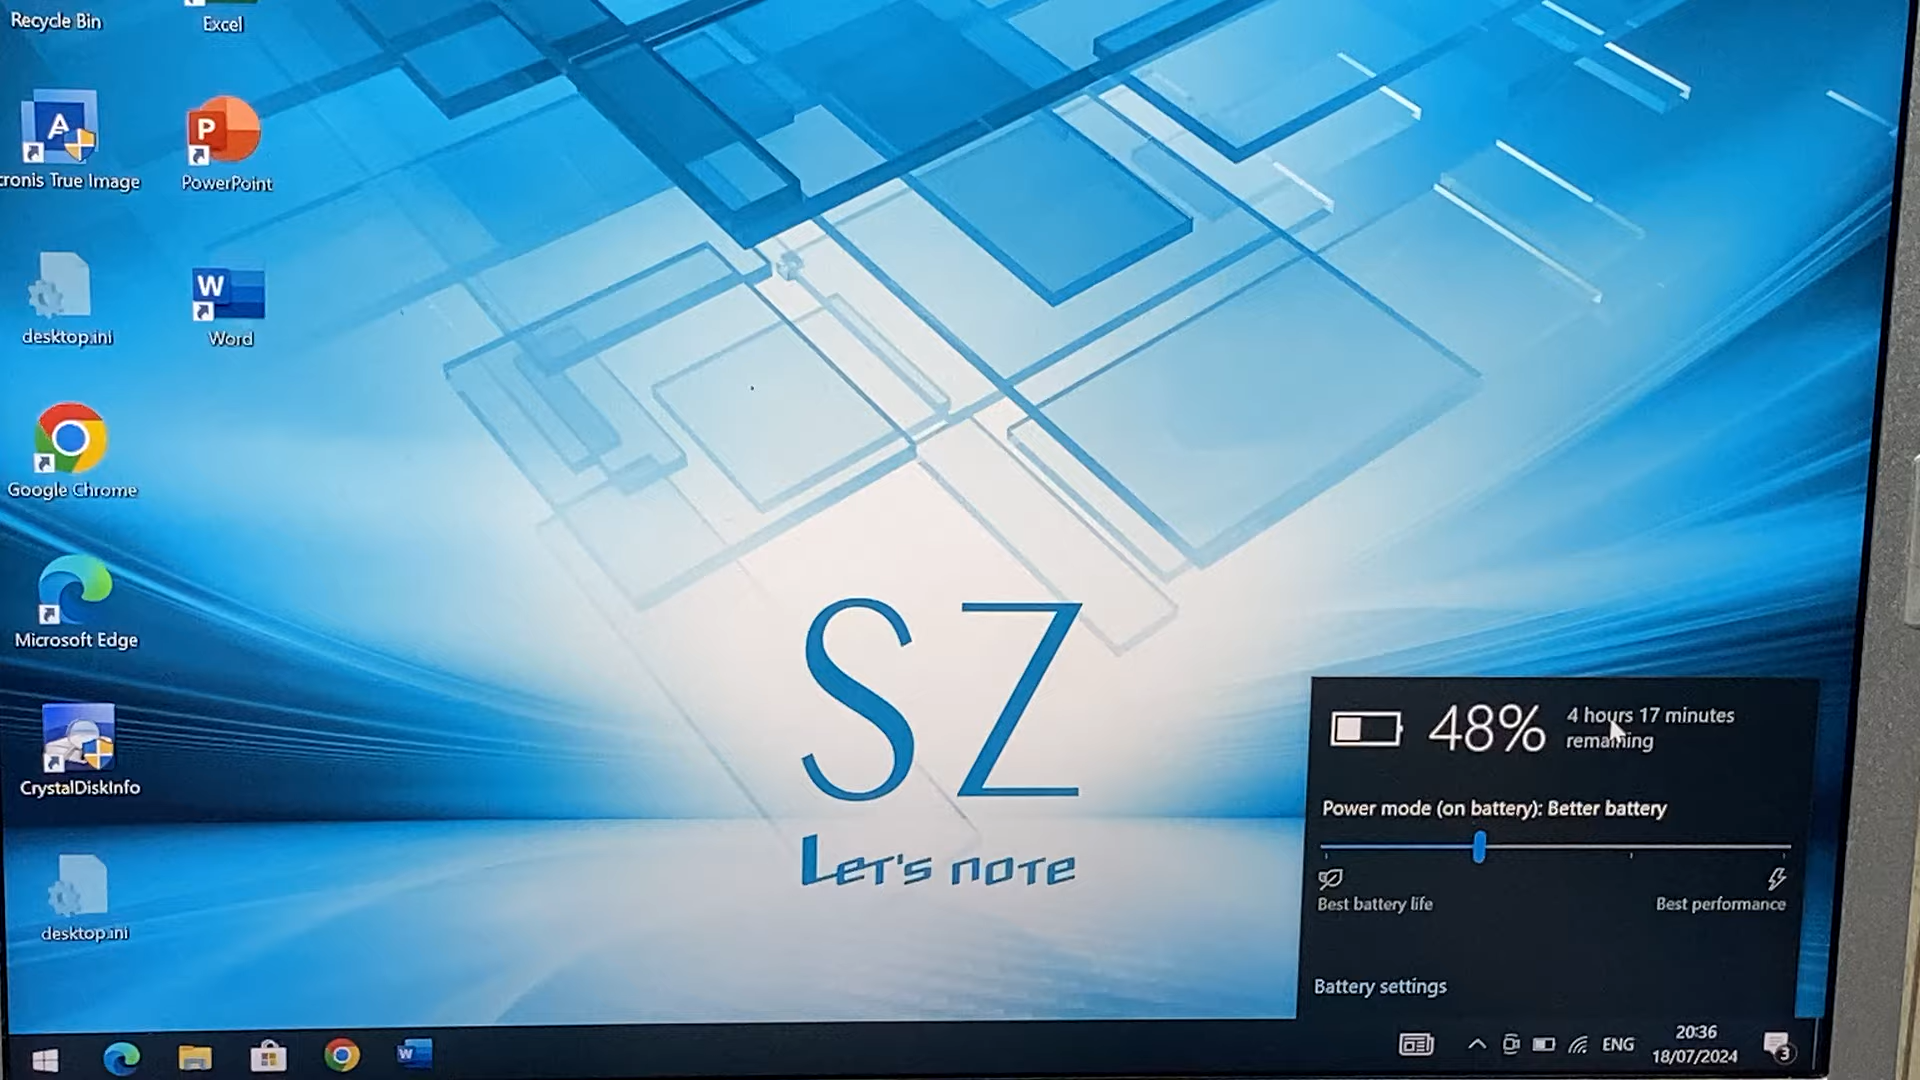 Recycle Bin
Excel
cronis True Image
PowerPoint
desktop.ini
Word
Google Chrome
Microsoft Edge
CrystalDiskInfo
desktop.ini
SZ
Let's note
48%
4 hours 17 minutes
remaining
Power mode (on battery): Better battery
Best battery life
Best performance
Battery settings
ENG
20:36
18/07/2024
3